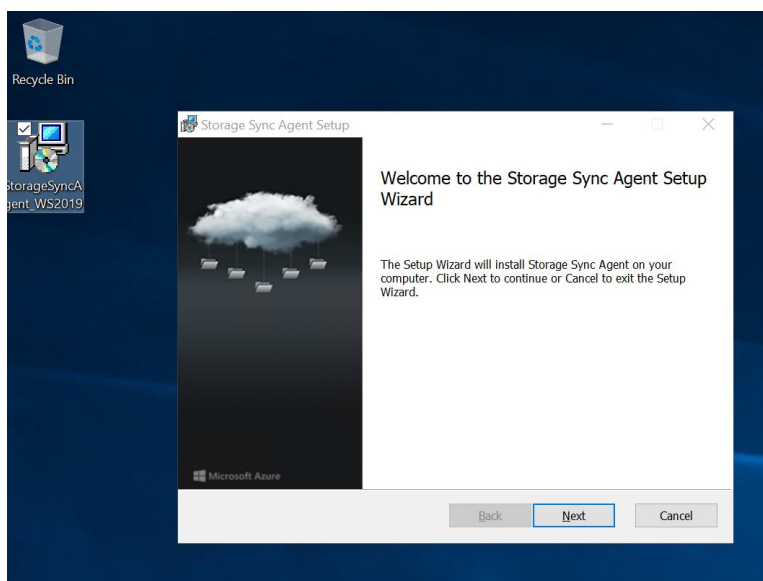 Recycle Bin
StorageSyncA
gent_WS2019
Storage Sync Agent Setup
Welcome to the Storage Sync Agent Setup
Wizard
The Setup Wizard will install Storage Sync Agent on your
computer. Click Next to continue or Cancel to exit the Setup
Wizard.
Microsoft Azure
Back
Next
Cancel